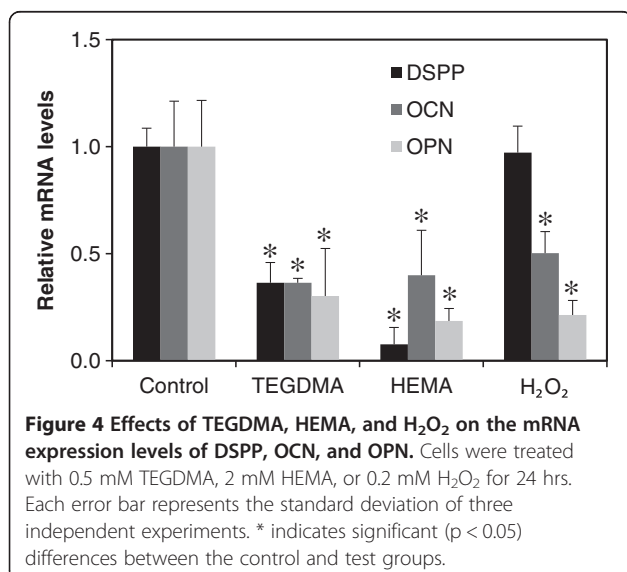 Relative mRNA levels
1.5
1.0
0.5
0.0
DSPP
OCN
OPN
* * *
* * *
* *
Control TEGDMA HEMA H₂O₂
Figure 4 Effects of TEGDMA, HEMA, and H₂O₂ on the mRNA
expression levels of DSPP, OCN, and OPN. Cells were treated
with 0.5 mM TEGDMA, 2 mM HEMA, or 0.2 mM H₂O₂ for 24 hrs.
Each error bar represents the standard deviation of three
independent experiments. * indicates significant (p < 0.05)
differences between the control and test groups.